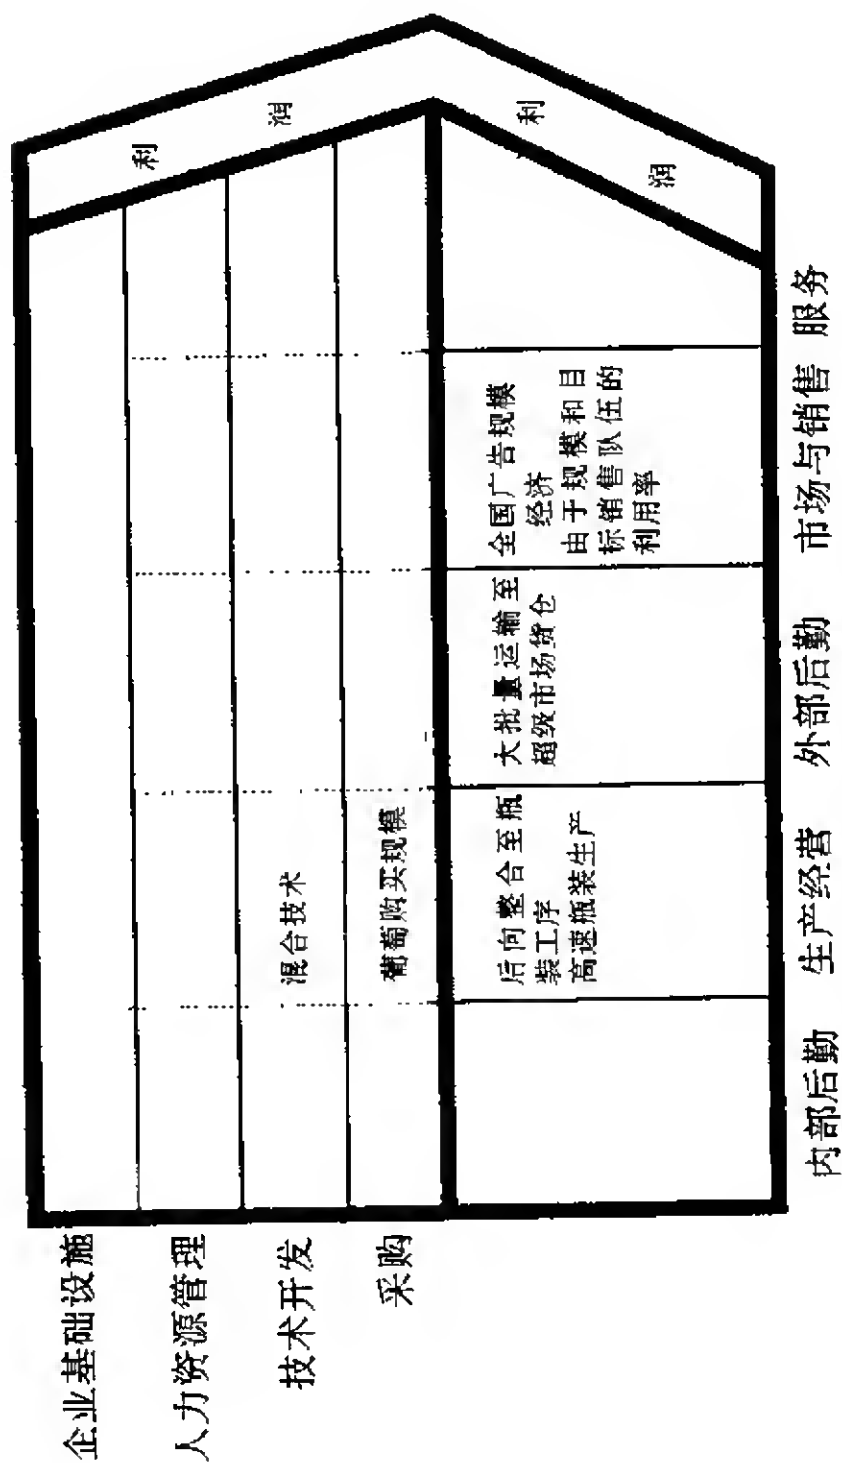 企业基础设施
人力资源管理
技术开发
混合技术
采购
葡萄购买规模
后向整合至瓶
装工序
高速瓶装生产
大批量运输至
超级市场货仓
全国广告规模
经济
由于规模和目
标销售队伍的
利用率
利
润
利
润
内部后勤
生产经营
外部后勤
市场与销售
服务